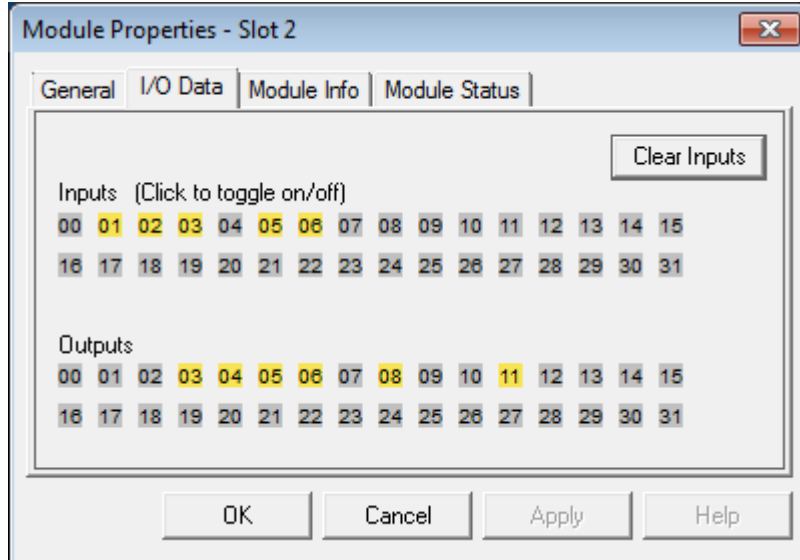 Module Properties - Slot 2
General I/O Data Module Info Module Status
Clear Inputs
Inputs (Click to toggle on/off)
00 01 02 03 04 05 06 07 08 09 10 11 12 13 14 15
16 17 18 19 20 21 22 23 24 25 26 27 28 29 30 31
Outputs
00 01 02 03 04 05 06 07 08 09 10 11 12 13 14 15
16 17 18 19 20 21 22 23 24 25 26 27 28 29 30 31
OK Cancel Apply Help